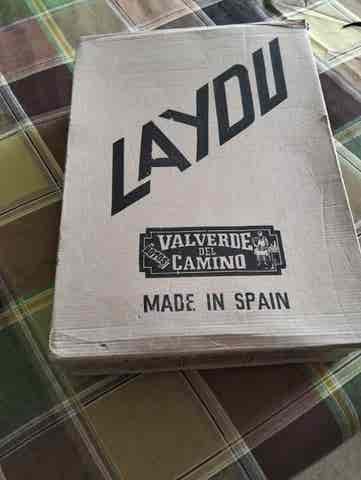 LAYDU
VALVERDE
DEL
CAMINO
MADE IN SPAIN